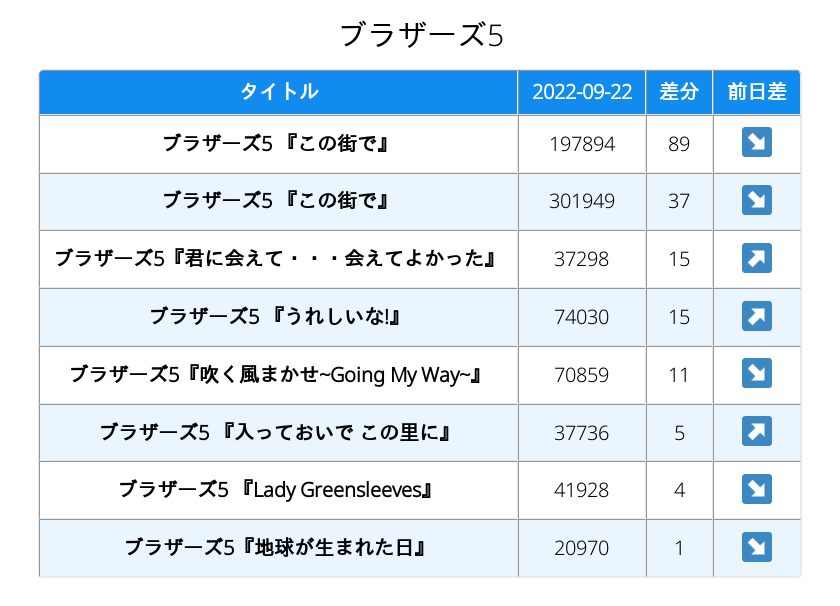 ブラザーズ5
タイトル 2022-09-22 差分 前日差
ブラザーズ5 『この街で』 197894 89 ↘
ブラザーズ5 『この街で』 301949 37 ↘
ブラザーズ5『君に会えて・・・会えてよかった』 37298 15 ↗
ブラザーズ5 『うれしいな!』 74030 15 ↗
ブラザーズ5『吹く風まかせ~Going My Way~』 70859 11 ↘
ブラザーズ5 『入っておいで この里に』 37736 5 ↗
ブラザーズ5 『Lady Greensleeves』 41928 4 ↘
ブラザーズ5『地球が生まれた日』 20970 1 ↘